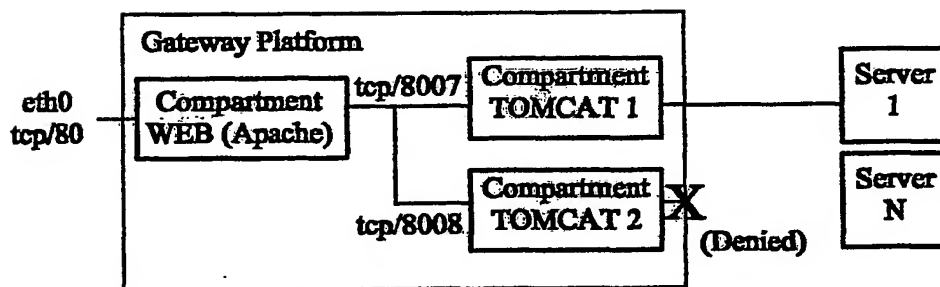 Gateway Platform
eth0
tcp/80
Compartment
WEB (Apache)
tcp/8007
Compartment
TOMCAT 1
Server
1
tcp/8008
Compartment
TOMCAT 2
X
(Denied)
Server
N